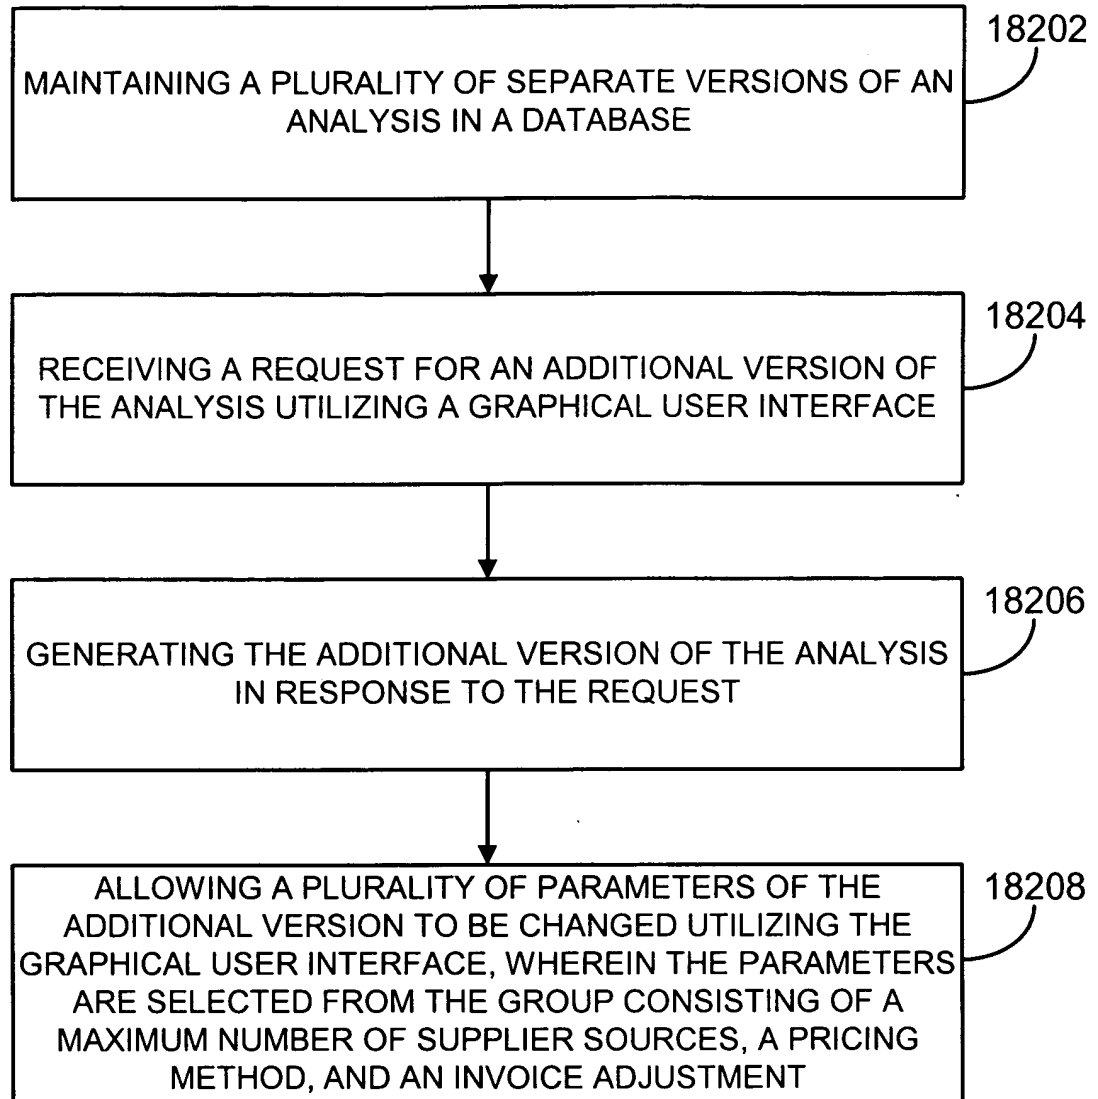 18202
MAINTAINING A PLURALITY OF SEPARATE VERSIONS OF AN
ANALYSIS IN A DATABASE
18204
RECEIVING A REQUEST FOR AN ADDITIONAL VERSION OF
THE ANALYSIS UTILIZING A GRAPHICAL USER INTERFACE
18206
GENERATING THE ADDITIONAL VERSION OF THE ANALYSIS
IN RESPONSE TO THE REQUEST
18208
ALLOWING A PLURALITY OF PARAMETERS OF THE
ADDITIONAL VERSION TO BE CHANGED UTILIZING THE
GRAPHICAL USER INTERFACE, WHEREIN THE PARAMETERS
ARE SELECTED FROM THE GROUP CONSISTING OF A
MAXIMUM NUMBER OF SUPPLIER SOURCES, A PRICING
METHOD, AND AN INVOICE ADJUSTMENT